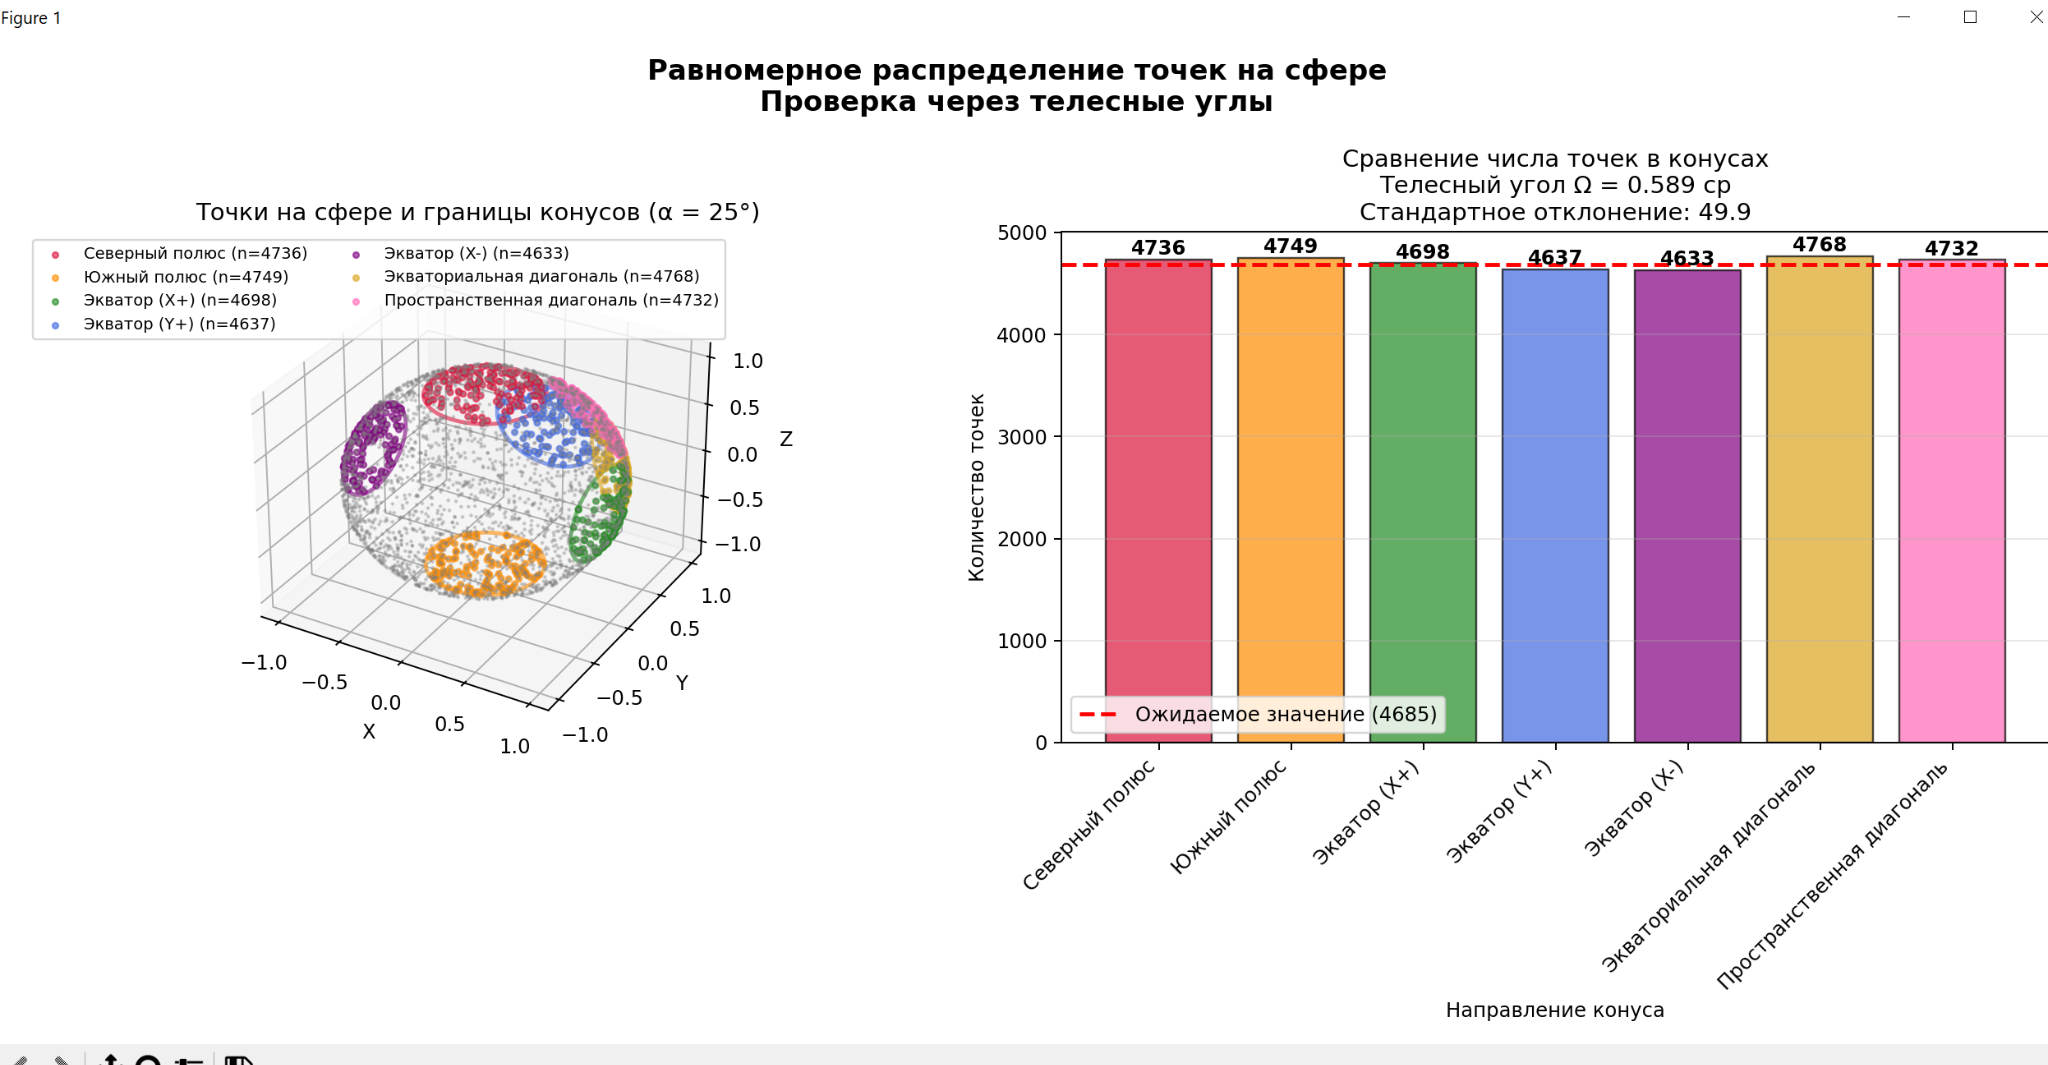 Figure 1
Равномерное распределение точек на сфере
Проверка через телесные углы
Точки на сфере и границы конусов (α = 25°)
Северный полюс (n=4736)
Южный полюс (n=4749)
Экватор (X+) (n=4698)
Экватор (Y+) (n=4637)
Экватор (X-) (n=4633)
Экваториальная диагональ (n=4768)
Пространственная диагональ (n=4732)
1.0
0.5
0.0
−0.5
−1.0
Z
1.0
0.5
0.0
−0.5
−1.0
Y
−1.0
−0.5
0.0
0.5
1.0
X
Сравнение числа точек в конусах
Телесный угол Ω = 0.589 ср
Стандартное отклонение: 49.9
5000
4000
3000
2000
1000
0
Количество точек
4736
4749
4698
4637
4633
4768
4732
Ожидаемое значение (4685)
Северный полюс
Южный полюс
Экватор (X+)
Экватор (Y+)
Экватор (X-)
Экваториальная диагональ
Пространственная диагональ
Направление конуса